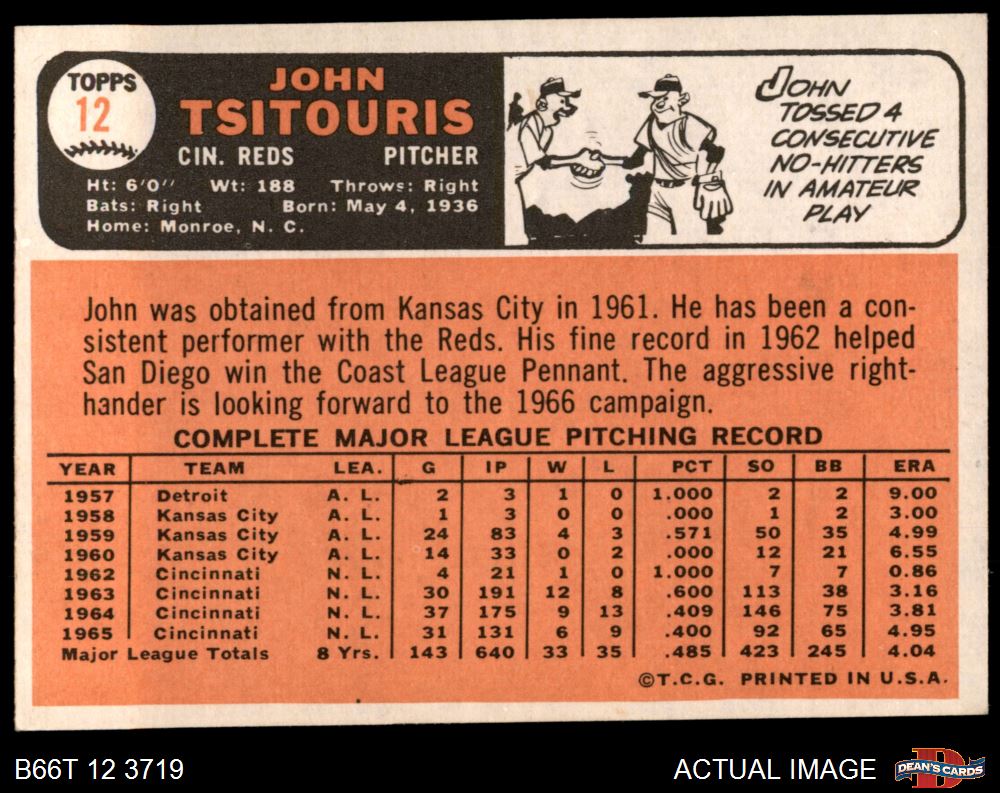 TOPPS
12
JOHN
TSITOURIS
CIN. REDS PITCHER
Ht: 6'0" Wt: 188 Throws: Right
Bats: Right Born: May 4, 1936
Home: Monroe, N. C.
JOHN
TOSSED 4
CONSECUTIVE
NO-HITTERS
IN AMATEUR
PLAY
John was obtained from Kansas City in 1961. He has been a con-
sistent performer with the Reds. His fine record in 1962 helped
San Diego win the Coast League Pennant. The aggressive right-
hander is looking forward to the 1966 campaign.
COMPLETE MAJOR LEAGUE PITCHING RECORD
YEAR TEAM LEA. G IP W L PCT SO BB ERA
1957 Detroit A. L. 2 3 1 0 1.000 2 2 9.00
1958 Kansas City A. L. 1 3 0 0 .000 1 2 3.00
1959 Kansas City A. L. 24 83 4 3 .571 50 35 4.99
1960 Kansas City A. L. 14 33 0 2 .000 12 21 6.55
1962 Cincinnati N. L. 4 21 1 0 1.000 7 7 0.86
1963 Cincinnati N. L. 30 191 12 8 .600 113 38 3.16
1964 Cincinnati N. L. 37 175 9 13 .409 146 75 3.81
1965 Cincinnati N. L. 31 131 6 9 .400 92 65 4.95
Major League Totals 8 Yrs. 143 640 33 35 .485 423 245 4.04
©T.C.G. PRINTED IN U.S.A.
B66T 12 3719
ACTUAL IMAGE
DEAN'S CARDS